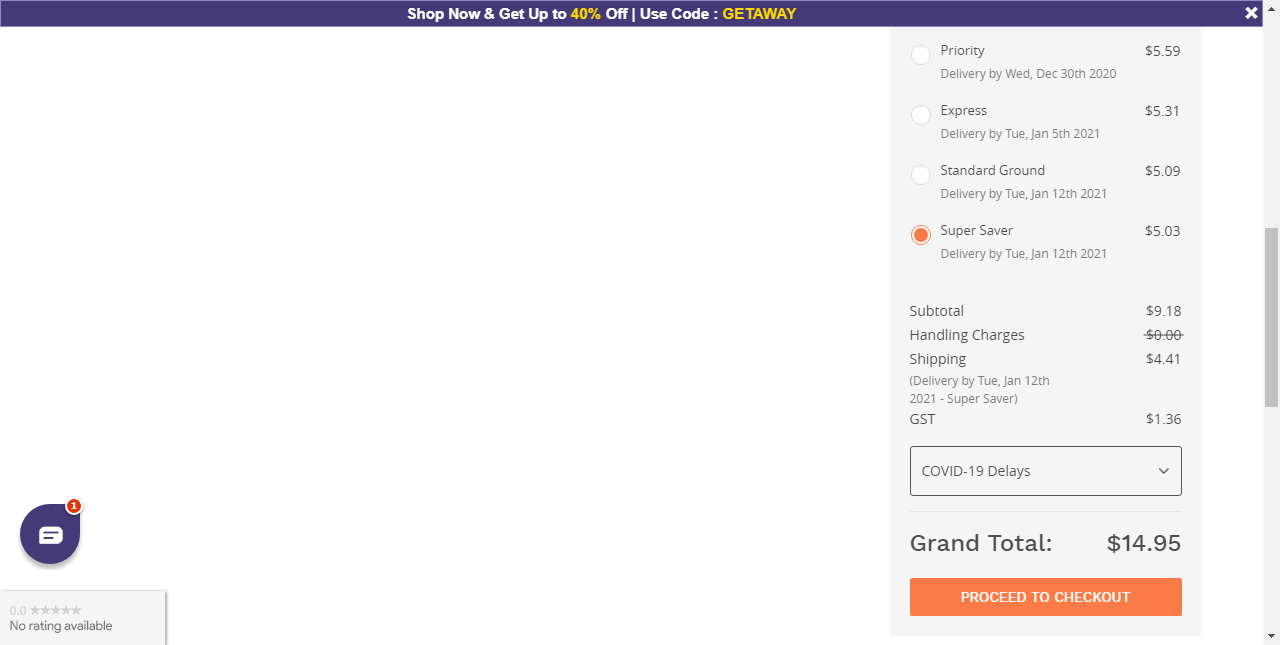 Shop Now & Get Up to 40% Off | Use Code : GETAWAY
Priority $5.59
Delivery by Wed, Dec 30th 2020
Express $5.31
Delivery by Tue, Jan 5th 2021
Standard Ground $5.09
Delivery by Tue, Jan 12th 2021
Super Saver $5.03
Delivery by Tue, Jan 12th 2021
Subtotal $9.18
Handling Charges $0.00
Shipping $4.41
(Delivery by Tue, Jan 12th
2021 - Super Saver)
GST $1.36
COVID-19 Delays
Grand Total: $14.95
PROCEED TO CHECKOUT
1
0.0
No rating available